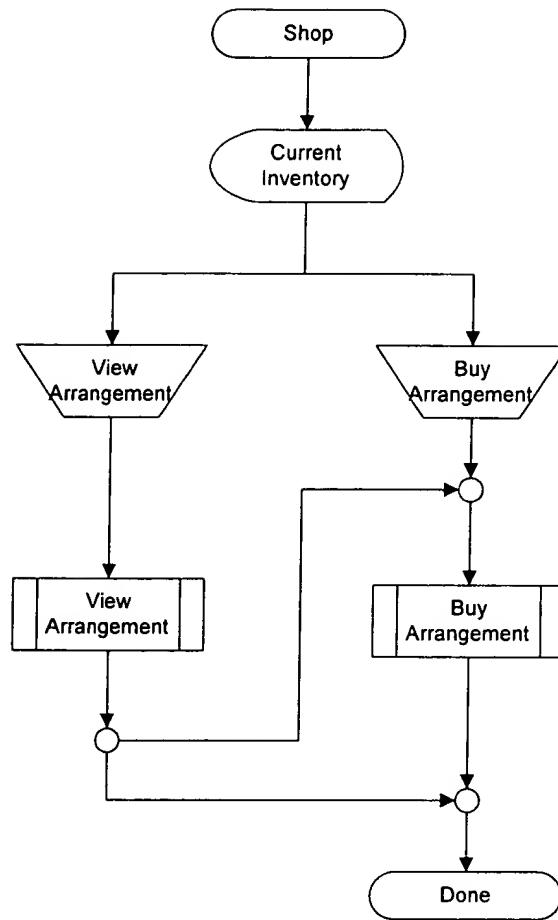 Shop
Current
Inventory
View
Arrangement
Buy
Arrangement
View
Arrangement
Buy
Arrangement
Done